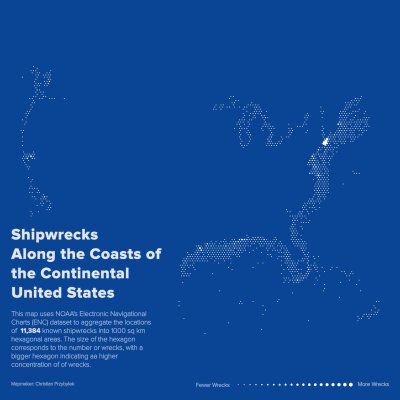 Shipwrecks
Along the Coasts of
the Continental
United States
This map uses NOAA's Electronic Navigational
Charts (ENC) dataset to aggregate the locations
of 11,384 known shipwrecks into 1000 sq km
hexagonal areas. The size of the hexagon
corresponds to the number or wrecks, with a
bigger hexagon indicating aa higher
concentration of of wrecks.
Mapmaker: Christian Przybyłek
Fewer Wrecks
More Wrecks